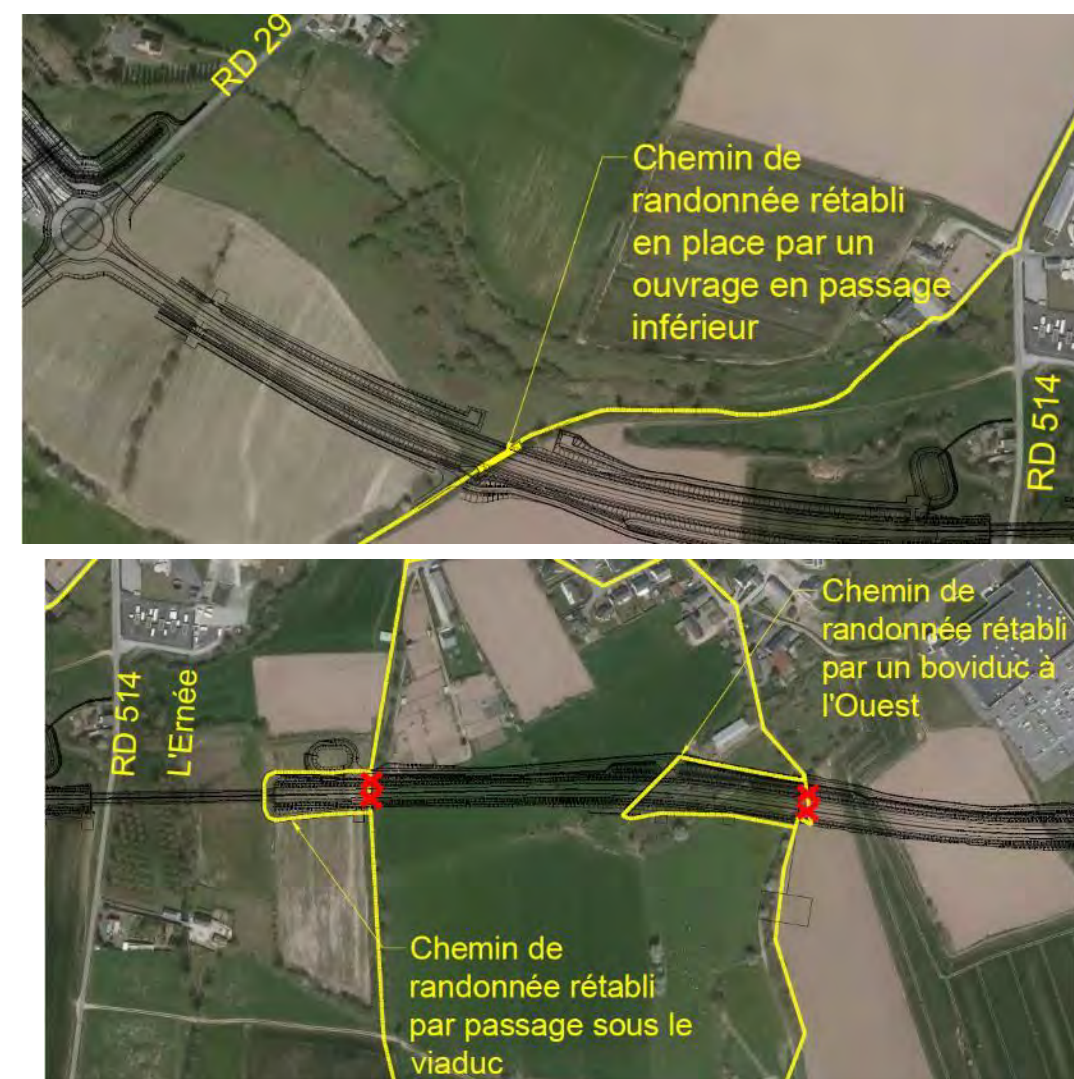 RD 29
Chemin de
randonnée rétabli
en place par un
ouvrage en passage
inférieur
RD 514
Chemin de
randonnée rétabli
par un boviduc à
l'Ouest
RD 514
L'Ernée
Chemin de
randonnée rétabli
par passage sous le
viaduc